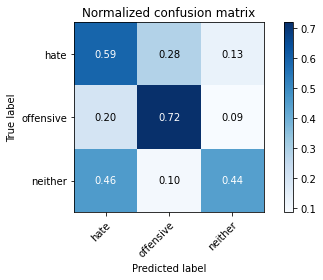 Normalized confusion matrix
True label
hate
offensive
neither
0.59 0.28 0.13
0.20 0.72 0.09
0.46 0.10 0.44
hate
offensive
neither
Predicted label
0.7
0.6
0.5
0.4
0.3
0.2
0.1